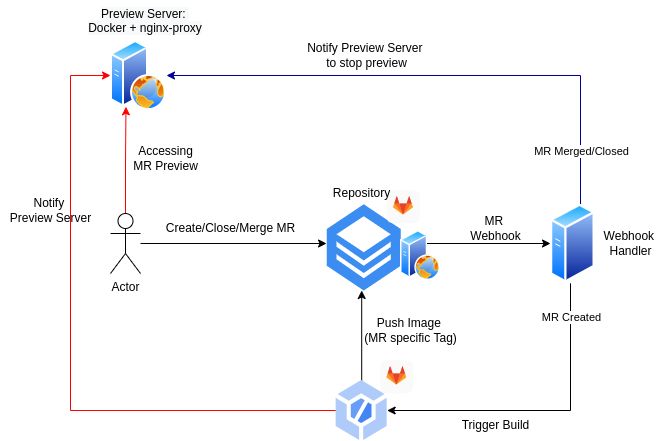 Preview Server:
Docker + nginx-proxy
Notify Preview Server
to stop preview
Accessing
MR Preview
MR Merged/Closed
Notify
Preview Server
Repository
Create/Close/Merge MR
MR
Webhook
Webhook
Handler
Actor
MR Created
Push Image
(MR specific Tag)
Trigger Build